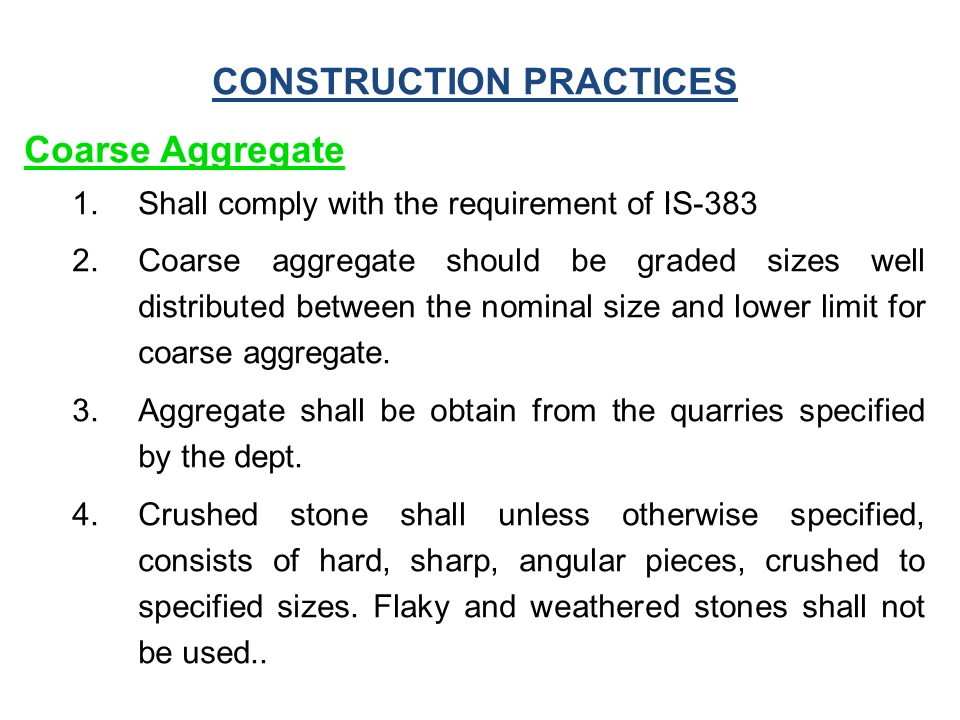 CONSTRUCTION PRACTICES
Coarse Aggregate
1. Shall comply with the requirement of IS-383
2. Coarse aggregate should be graded sizes well
distributed between the nominal size and lower limit for
coarse aggregate.
3. Aggregate shall be obtain from the quarries specified
by the dept.
4. Crushed stone shall unless otherwise specified,
consists of hard, sharp, angular pieces, crushed to
specified sizes. Flaky and weathered stones shall not
be used..